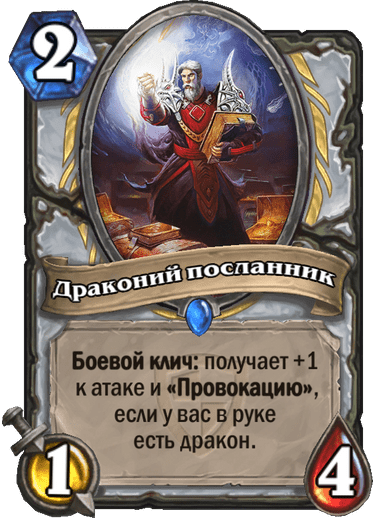 2
Драконий посланник
Боевой клич: получает +1
к атаке и «Провокацию»,
если у вас в руке
есть дракон.
1
4